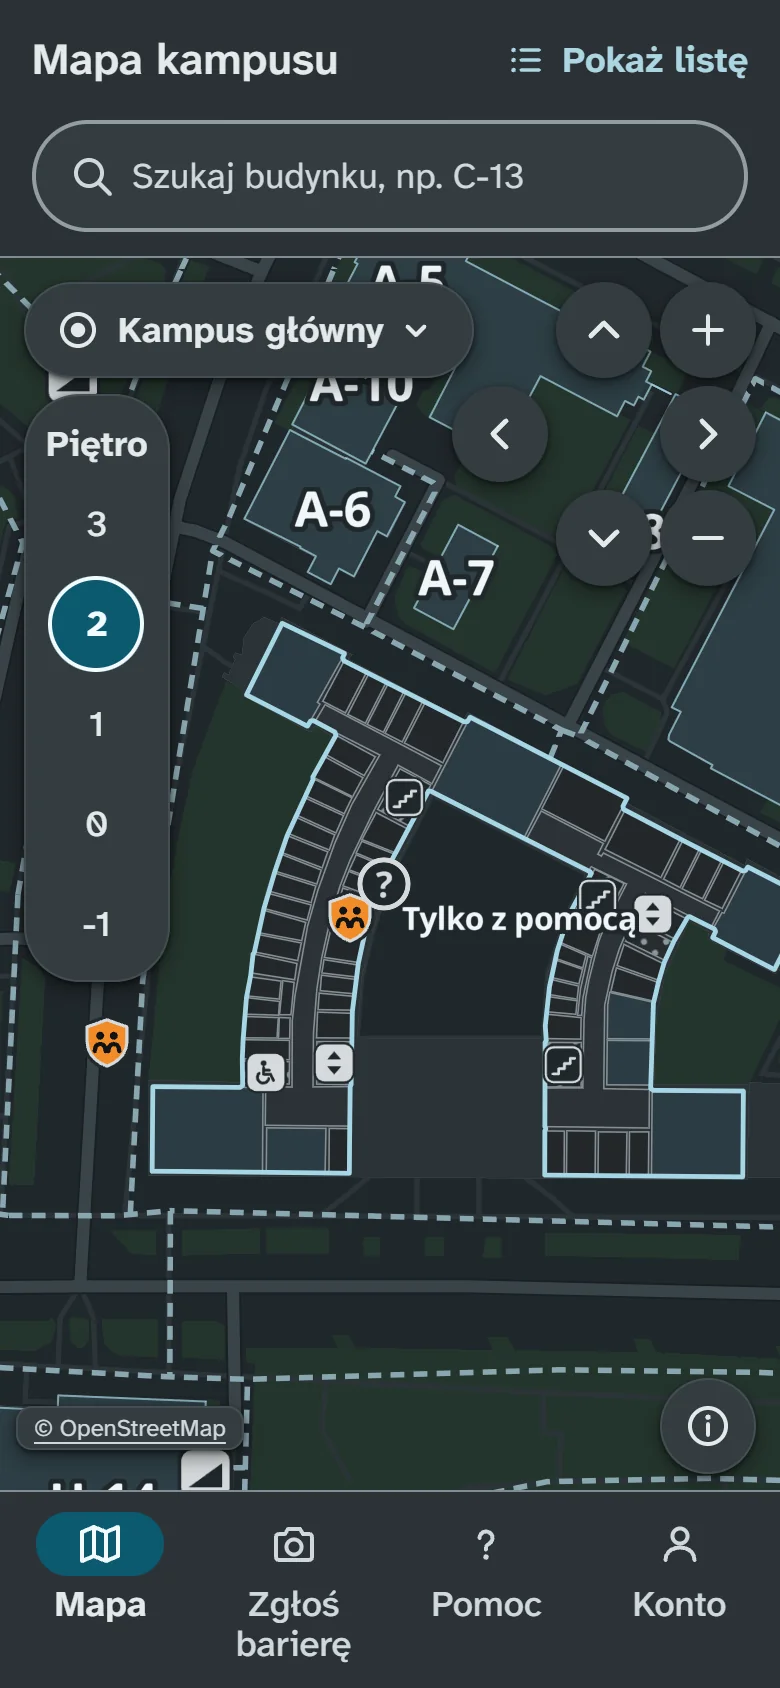 Mapa kampusu
Pokaż listę
Szukaj budynku, np. C-13
A-5
Kampus główny
A-10
Piętro
3
2
1
0
-1
A-6
A-7
?
Tylko z pomocą
© OpenStreetMap
Mapa
Zgłoś
barierę
?
Pomoc
Konto